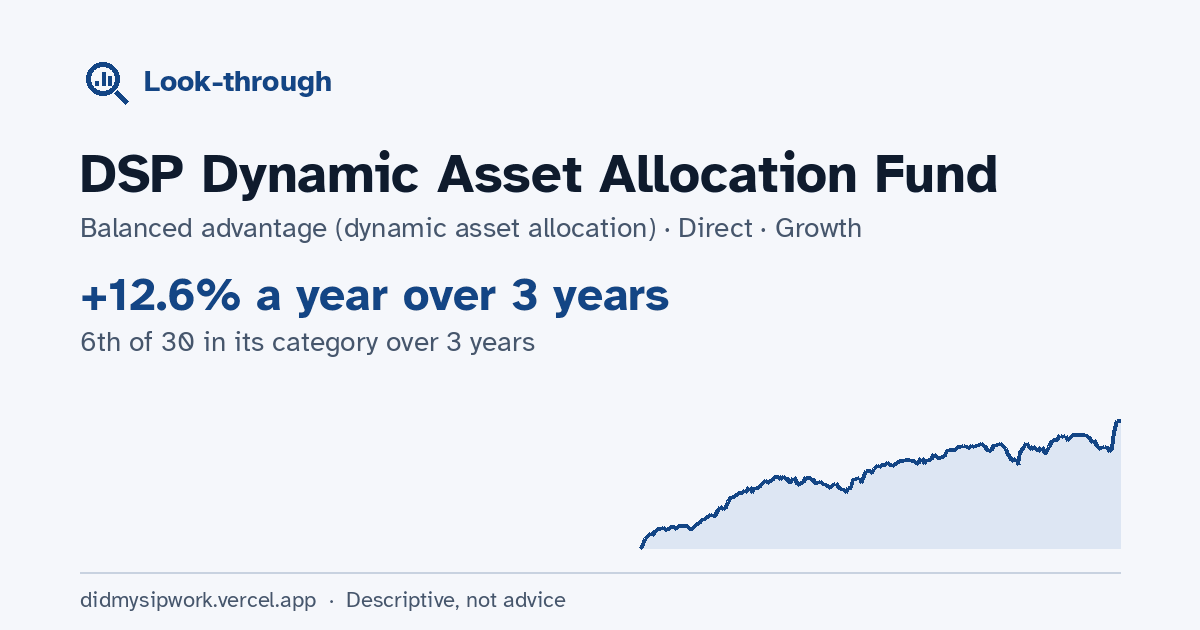 Look-through
DSP Dynamic Asset Allocation Fund
Balanced advantage (dynamic asset allocation) · Direct · Growth
+12.6% a year over 3 years
6th of 30 in its category over 3 years
didmysipwork.vercel.app · Descriptive, not advice